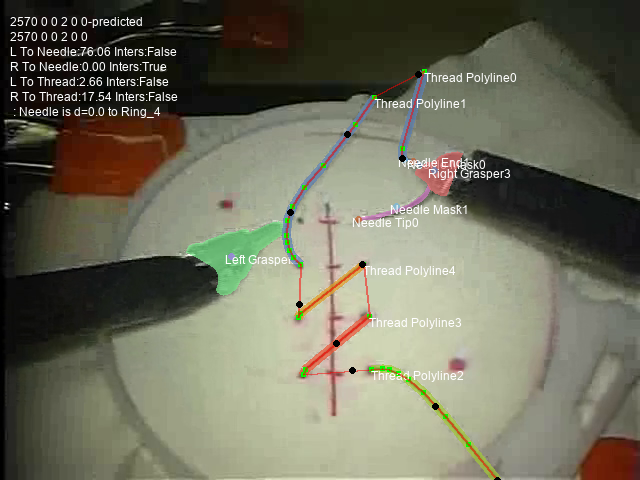 2570 0 0 2 0 0-predicted
2570 0 0 2 0 0
L To Needle:76.06 Inters:False
R To Needle:0.00 Inters:True
L To Thread:2.66 Inters:False
R To Thread:17.54 Inters:False
: Needle is d=0.0 to Ring_4
Thread Polyline0
Thread Polyline1
Needle End1
Right Grasper3
Needle Mask1
Needle Tip0
Left Grasper
Thread Polyline4
Thread Polyline3
Thread Polyline2